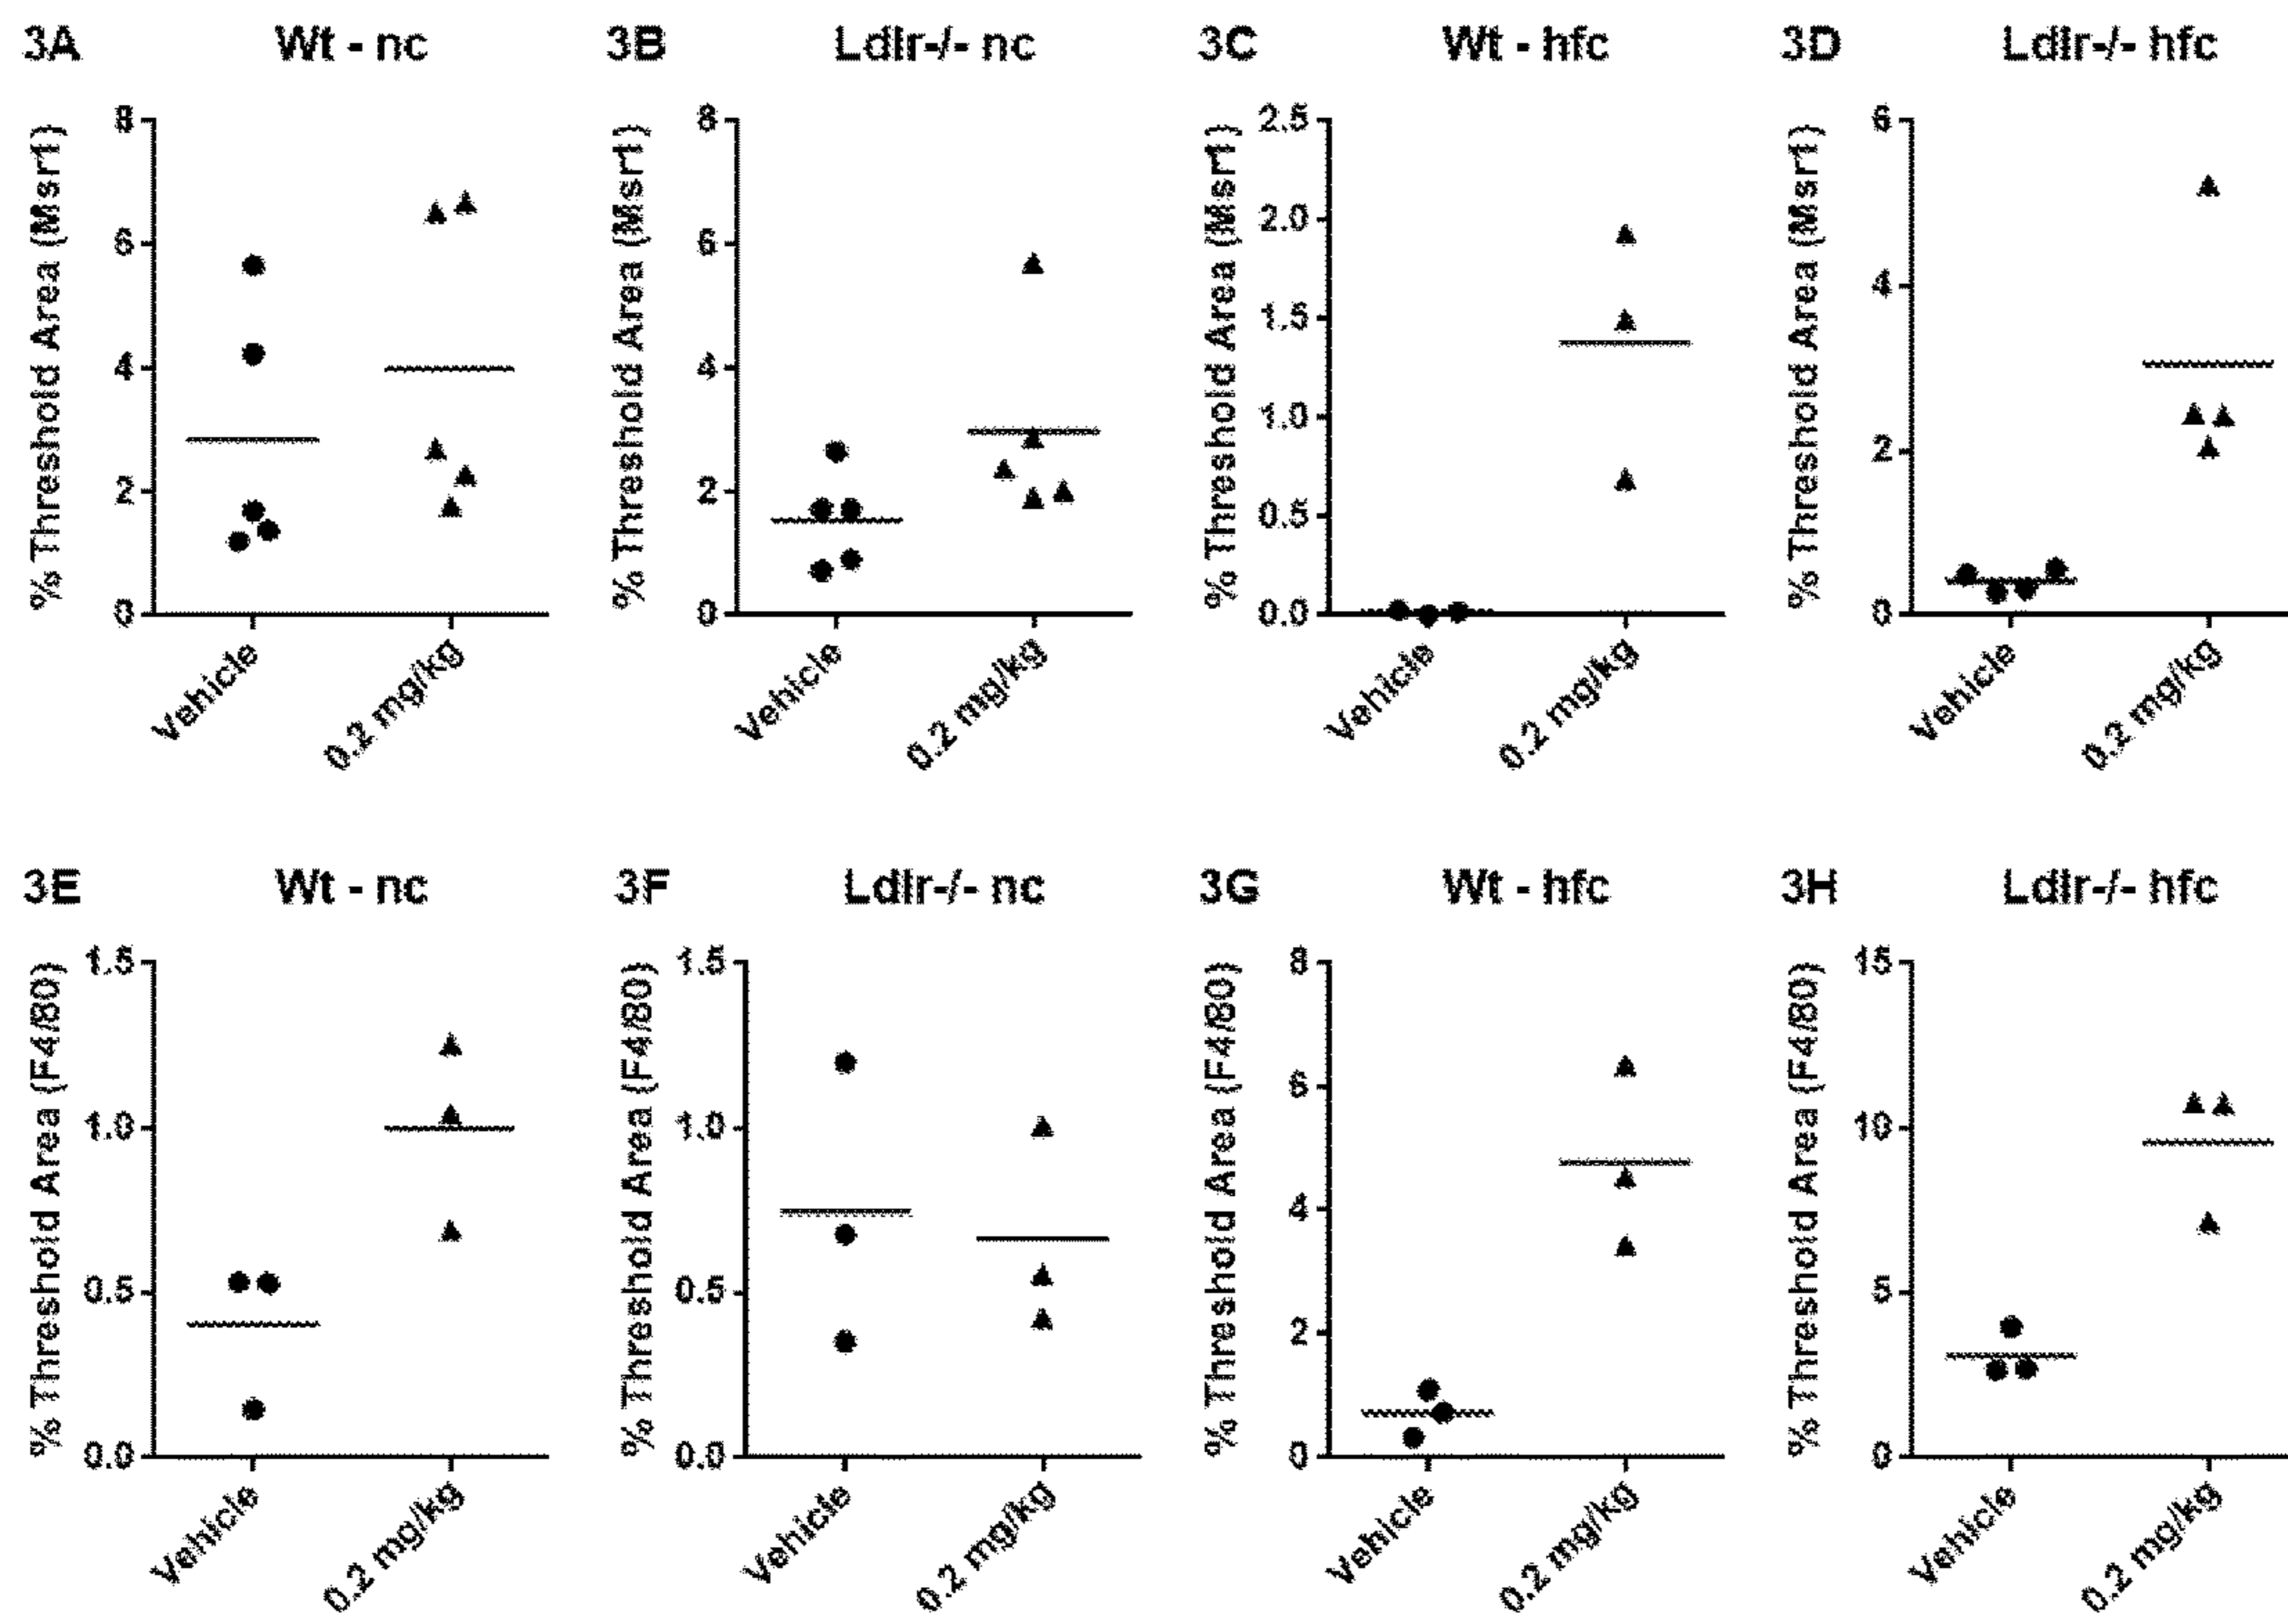 3A Wt - nc
% Threshold Area (Msr1)
8
6
4
2
0
Vehicle
0.2 mg/kg
3B Ldlr-/- nc
% Threshold Area (Msr1)
8
6
4
2
0
Vehicle
0.2 mg/kg
3C Wt - hfc
% Threshold Area (Msr1)
2.5
2.0
1.5
1.0
0.5
0.0
Vehicle
0.2 mg/kg
3D Ldlr-/- hfc
% Threshold Area (Msr1)
6
4
2
0
Vehicle
0.2 mg/kg
3E Wt - nc
% Threshold Area (F4/80)
1.5
1.0
0.5
0.0
Vehicle
0.2 mg/kg
3F Ldlr-/- nc
% Threshold Area (F4/80)
1.5
1.0
0.5
0.0
Vehicle
0.2 mg/kg
3G Wt - hfc
% Threshold Area (F4/80)
8
6
4
2
0
Vehicle
0.2 mg/kg
3H Ldlr-/- hfc
% Threshold Area (F4/80)
15
10
5
0
Vehicle
0.2 mg/kg